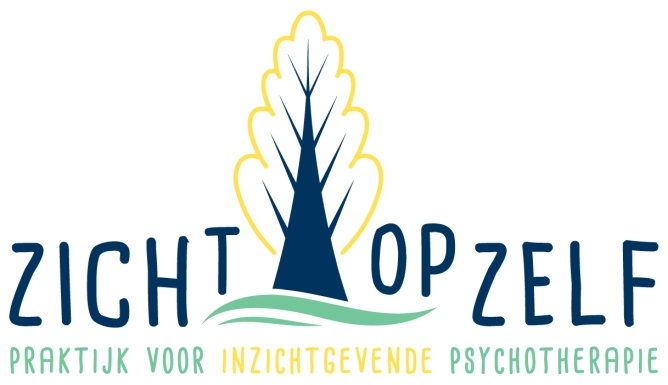 ZICHT OP ZELF
PRAKTIJK VOOR INZICHTGEVENDE PSYCHOTHERAPIE